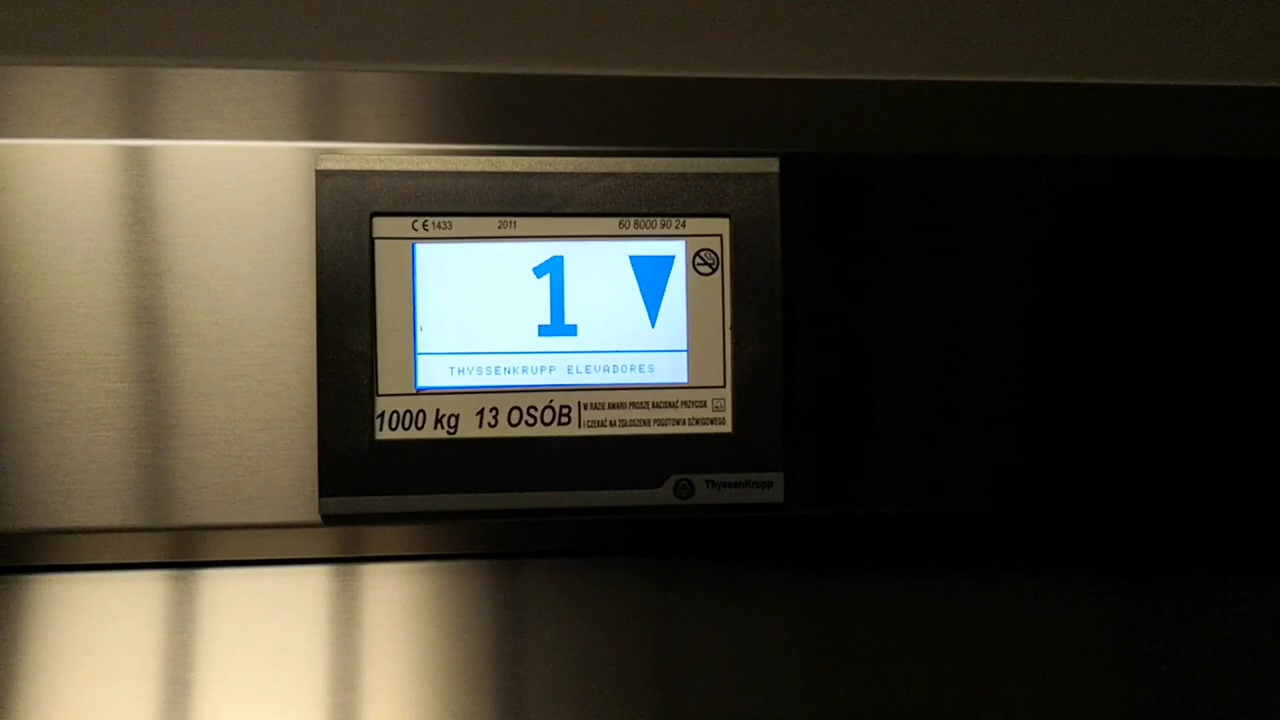 CE 1433 2011 60 8000 90 24
1
THYSSENKRUPP ELEVADORES
1000 kg 13 OSÓB
W RAZIE AWARII PROSZĘ NACISNĄĆ PRZYCISK
I CZEKAĆ NA ZGŁOSZENIE POGOTOWIA DŹWIGOWEGO
ThyssenKrupp